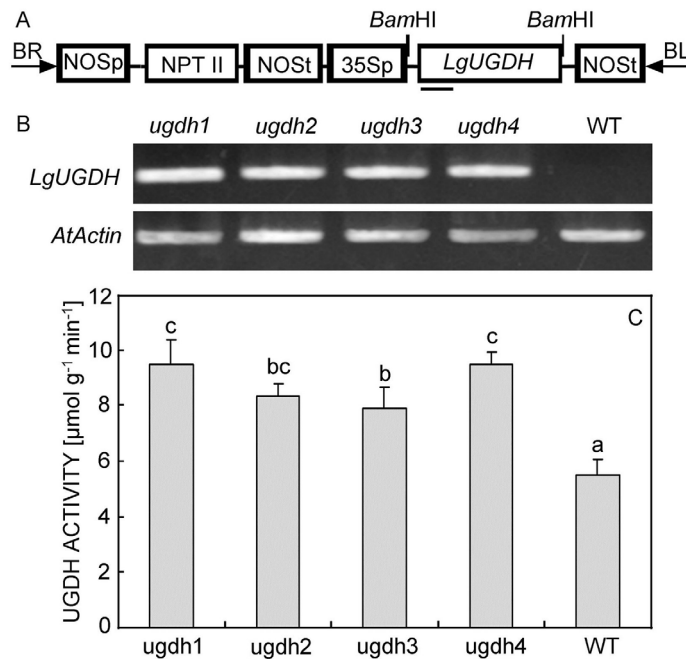 A
BamHI BamHI
BR NOSp NPT II NOSt 35Sp LgUGDH NOSt BL
B ugdh1 ugdh2 ugdh3 ugdh4 WT
LgUGDH
AtActin
C
UGDH ACTIVITY [µmol g⁻¹ min⁻¹]
12
10
8
6
4
2
0
c bc b c a
ugdh1 ugdh2 ugdh3 ugdh4 WT